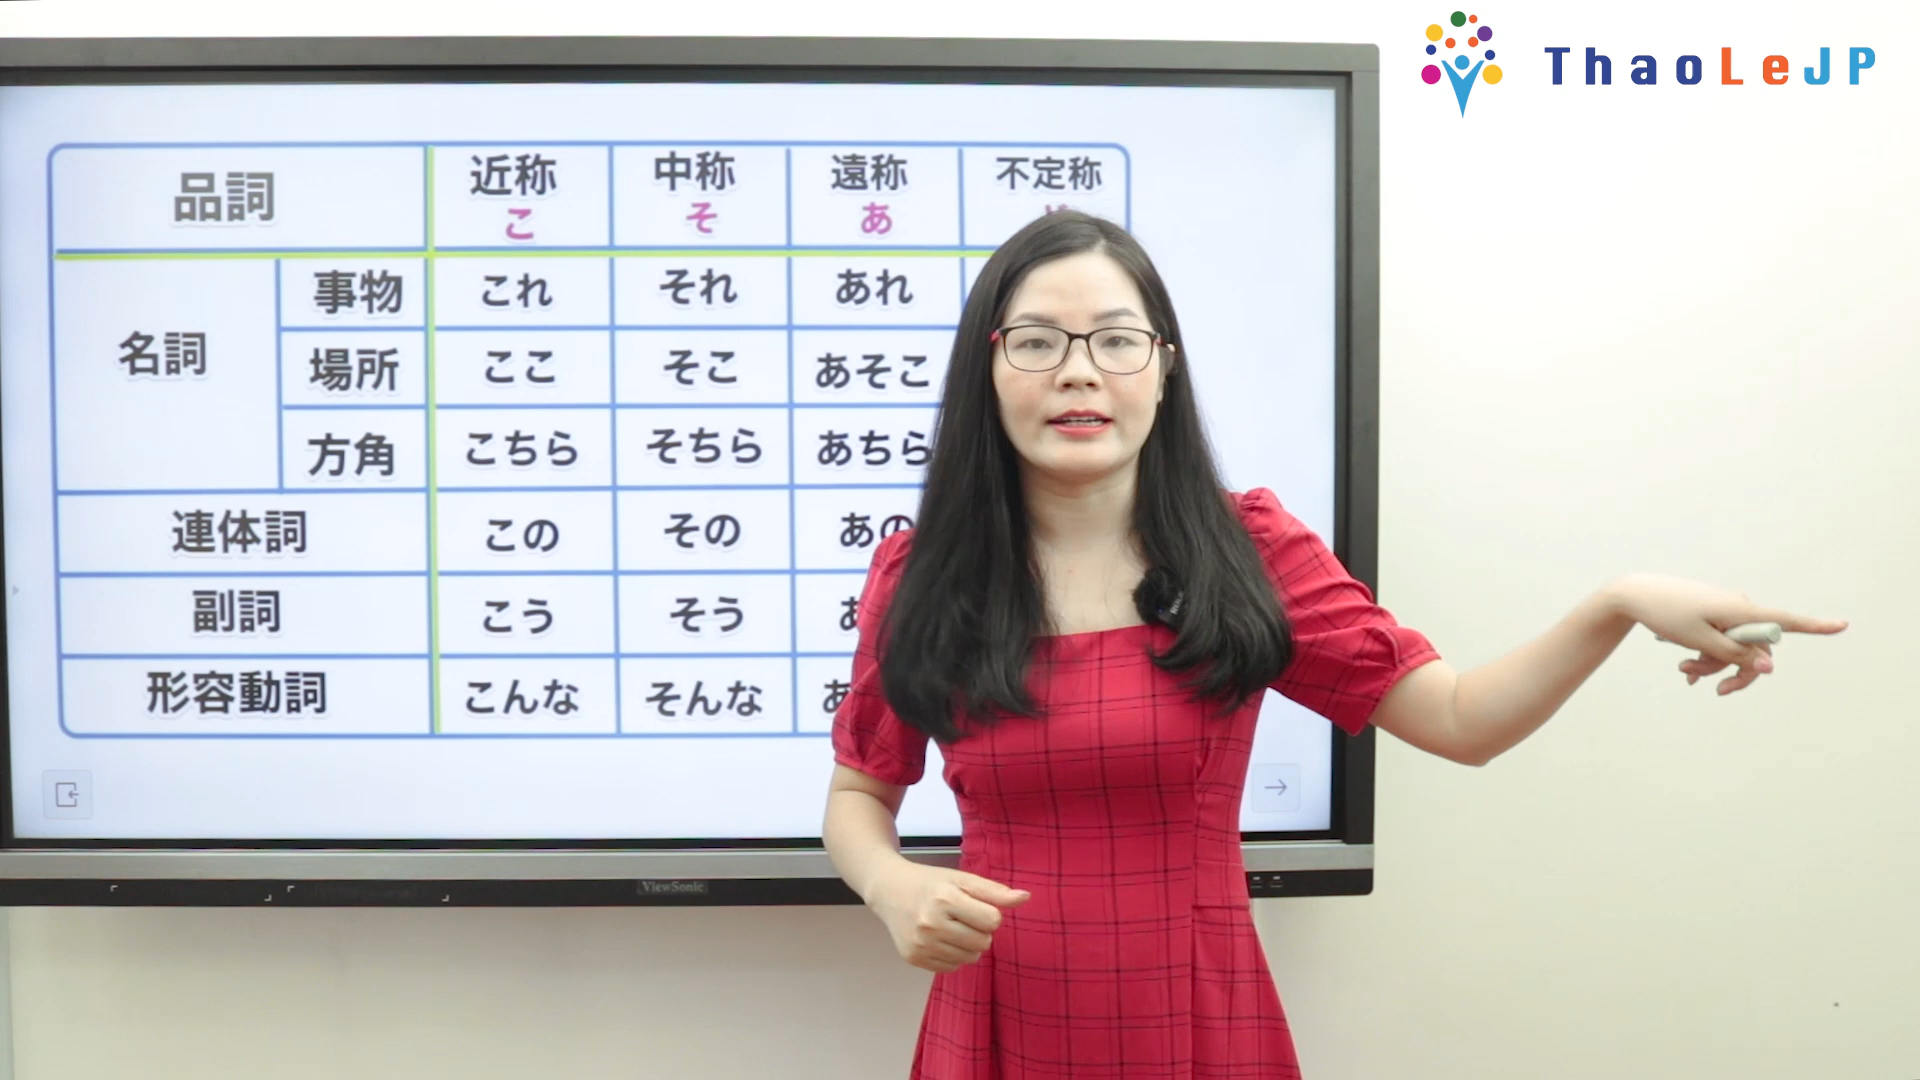 ThaoLeJP
品詞 近称 中称 遠称 不定称
こ そ あ
名詞 事物 これ それ あれ
場所 ここ そこ あそこ
方角 こちら そちら あちら
連体詞 この その あの
副詞 こう そう
形容動詞 こんな そんな
ViewSonic